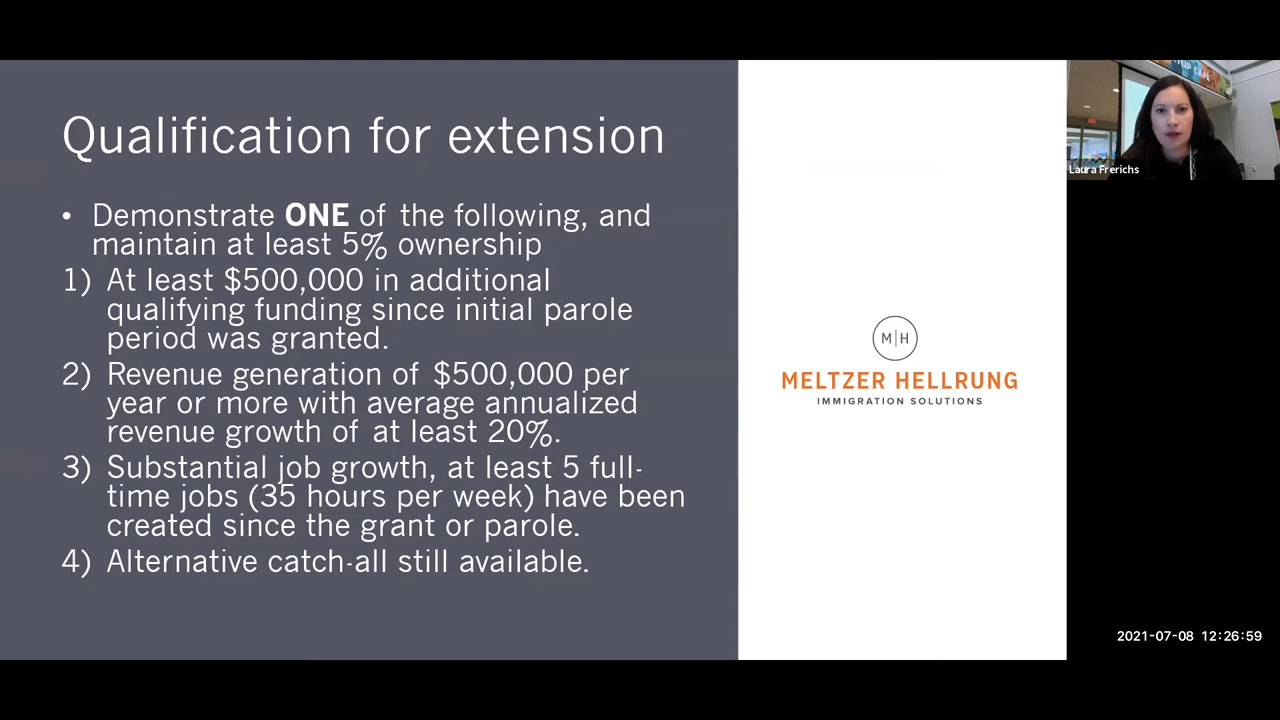 Qualification for extension
• Demonstrate ONE of the following, and
maintain at least 5% ownership
1) At least $500,000 in additional
qualifying funding since initial parole
period was granted.
2) Revenue generation of $500,000 per
year or more with average annualized
revenue growth of at least 20%.
3) Substantial job growth, at least 5 full-
time jobs (35 hours per week) have been
created since the grant or parole.
4) Alternative catch-all still available.
M|H
MELTZER HELLRUNG
IMMIGRATION SOLUTIONS
Laura Frerichs
2021-07-08 12:26:59